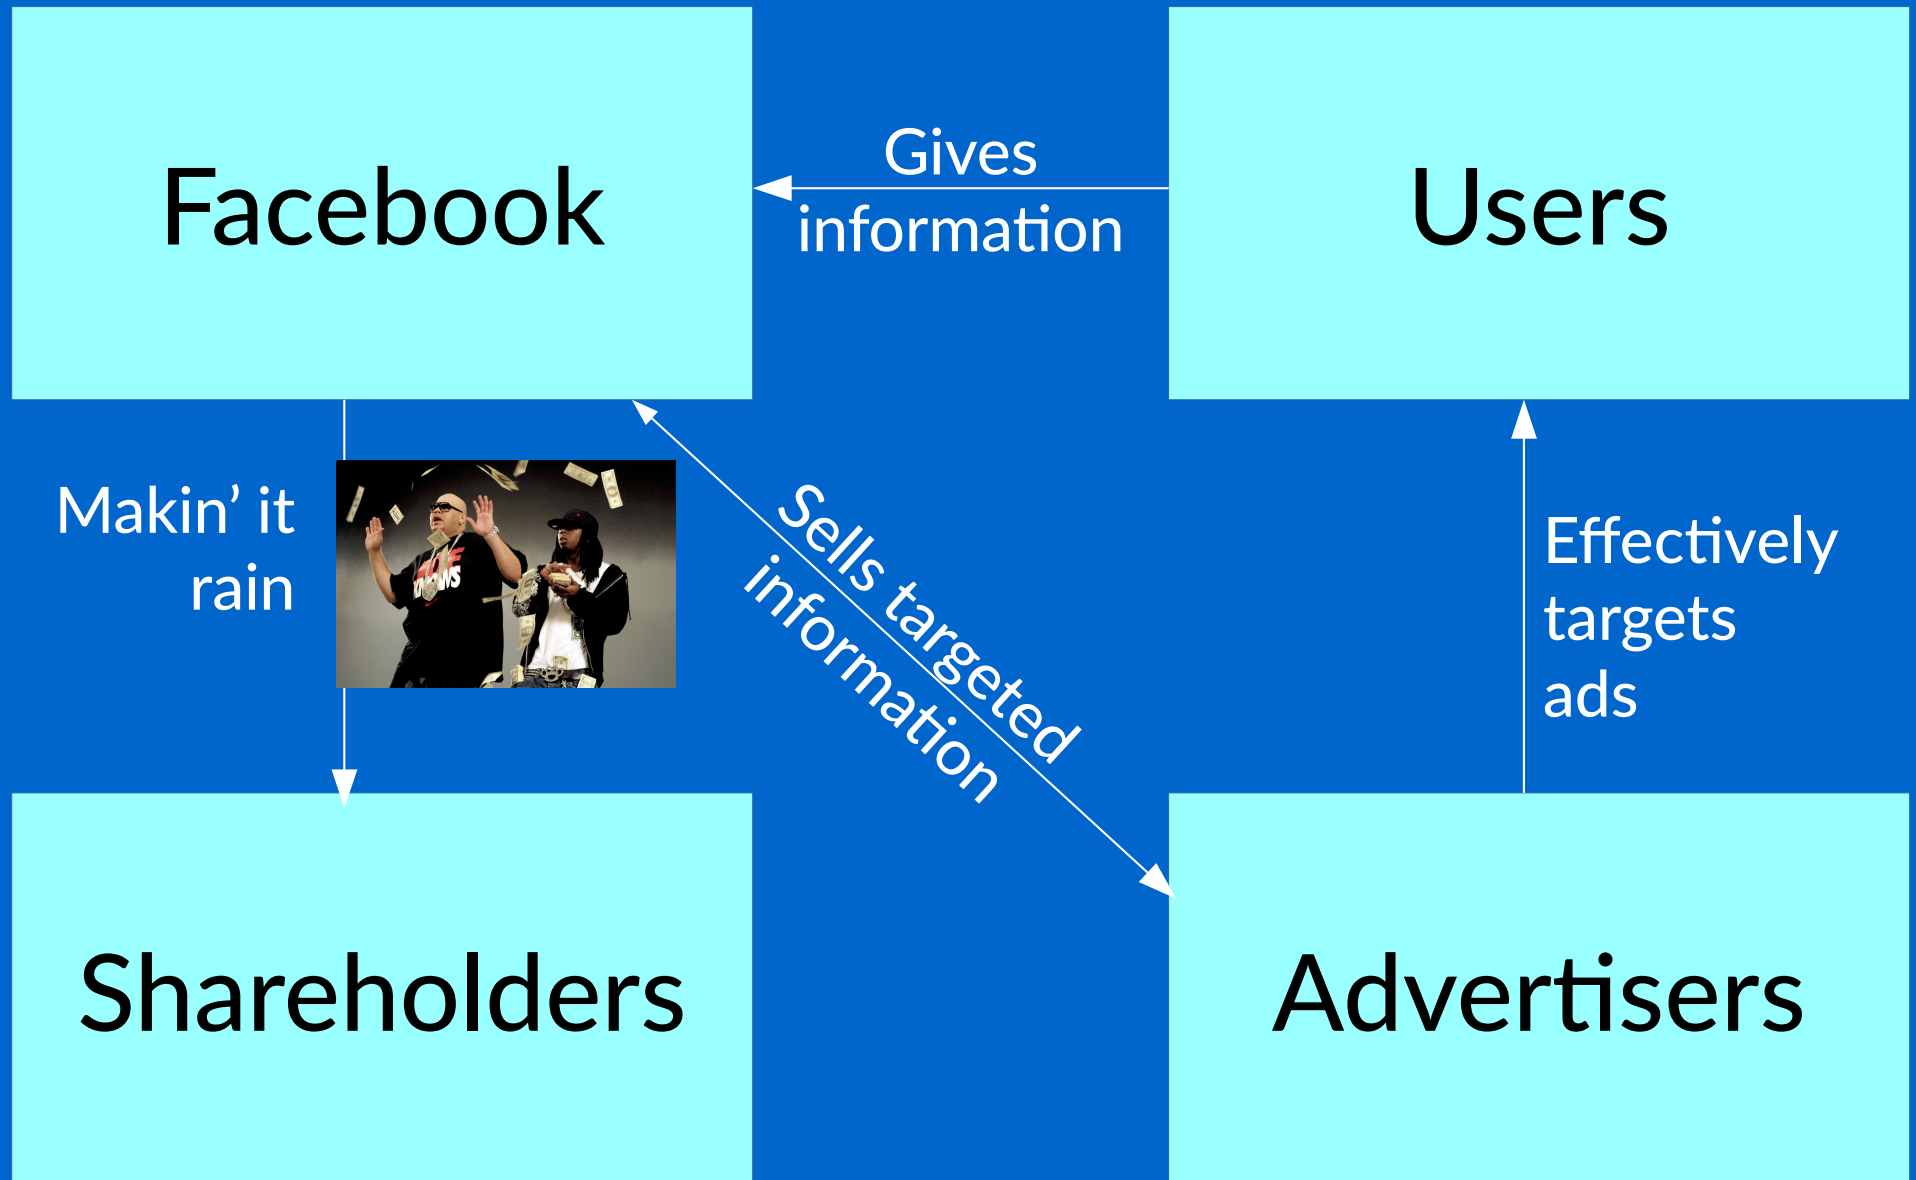 Facebook
Gives
information
Users
Makin’ it
rain
Sells targeted
information
Effectively
targets
ads
Shareholders
Advertisers